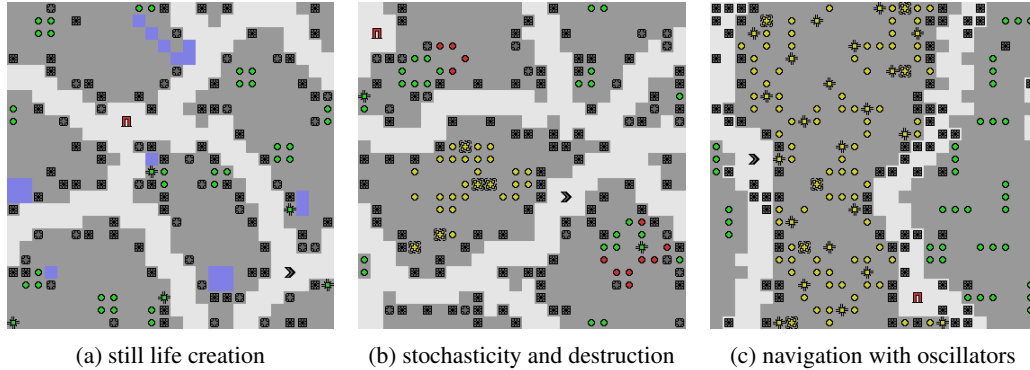 (a) still life creation
(b) stochasticity and destruction
(c) navigation with oscillators